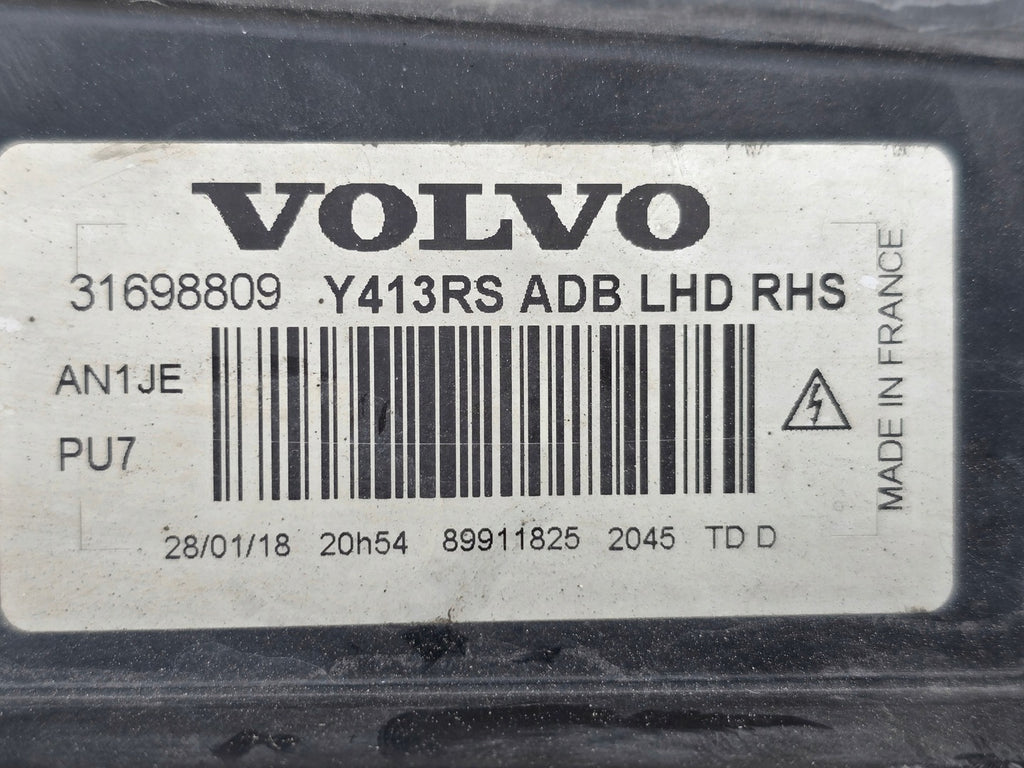 VOLVO
31698809 Y413RS ADB LHD RHS
AN1JE
PU7
28/01/18 20h54 89911825 2045 TD D
MADE IN FRANCE